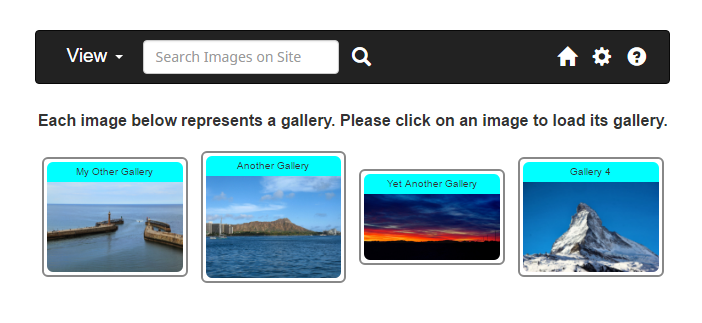 View
Search Images on Site
Each image below represents a gallery. Please click on an image to load its gallery.
My Other Gallery
Another Gallery
Yet Another Gallery
Gallery 4